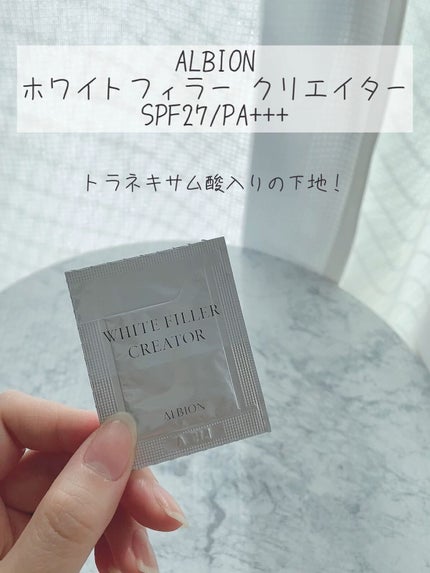 ALBION
ホワイトフィラー クリエイター
SPF27/PA+++
トラネキサム酸入りの下地!
WHITE FILLER
CREATOR
ALBION